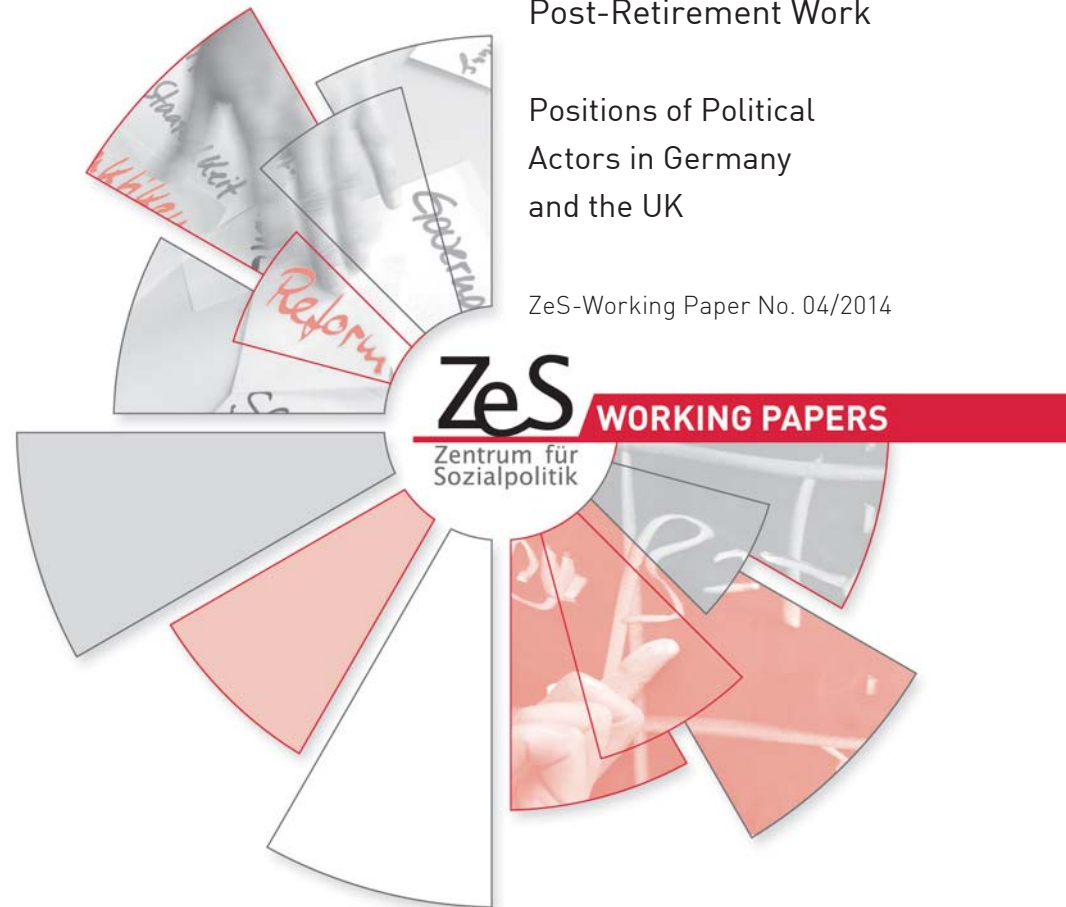 Post-Retirement Work
Positions of Political
Actors in Germany
and the UK
ZeS-Working Paper No. 04/2014
Reform
ZeS
WORKING PAPERS
Zentrum für
Sozialpolitik